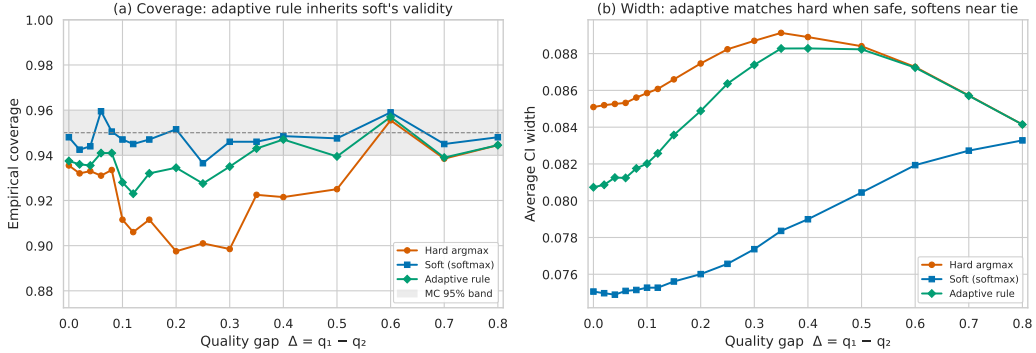 (a) Coverage: adaptive rule inherits soft's validity
1.00
0.98
0.96
0.94
0.92
0.90
0.88
Empirical coverage
Hard argmax
Soft (softmax)
Adaptive rule
MC 95% band
0.0 0.1 0.2 0.3 0.4 0.5 0.6 0.7 0.8
Quality gap Δ = q₁ − q₂
(b) Width: adaptive matches hard when safe, softens near tie
0.088
0.086
0.084
0.082
0.080
0.078
0.076
Average CI width
Hard argmax
Soft (softmax)
Adaptive rule
0.0 0.1 0.2 0.3 0.4 0.5 0.6 0.7 0.8
Quality gap Δ = q₁ − q₂